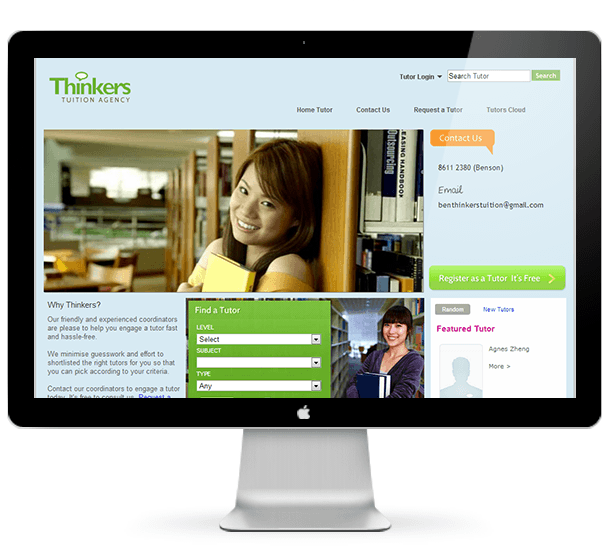 Thinkers
TUITION AGENCY
Tutor Login
Search Tutor
Search
Home Tutor
Contact Us
Request a Tutor
Tutors Cloud
Outsourcing
LEASING HANDBOOK
Contact Us
8611 2380 (Benson)
Email
benthinkerstuition@gmail.com
Register as a Tutor It's Free
Why Thinkers?
Our friendly and experienced coordinators
are please to help you engage a tutor fast
and hassle-free.
We minimise guesswork and effort to
shortlisted the right tutors for you so that
you can pick according to your criteria.
Contact our coordinators to engage a tutor
today. It's free to consult us. Request a
Find a Tutor
LEVEL
Select
SUBJECT
TYPE
Any
Random
New Tutors
Featured Tutor
Agnes Zheng
More >